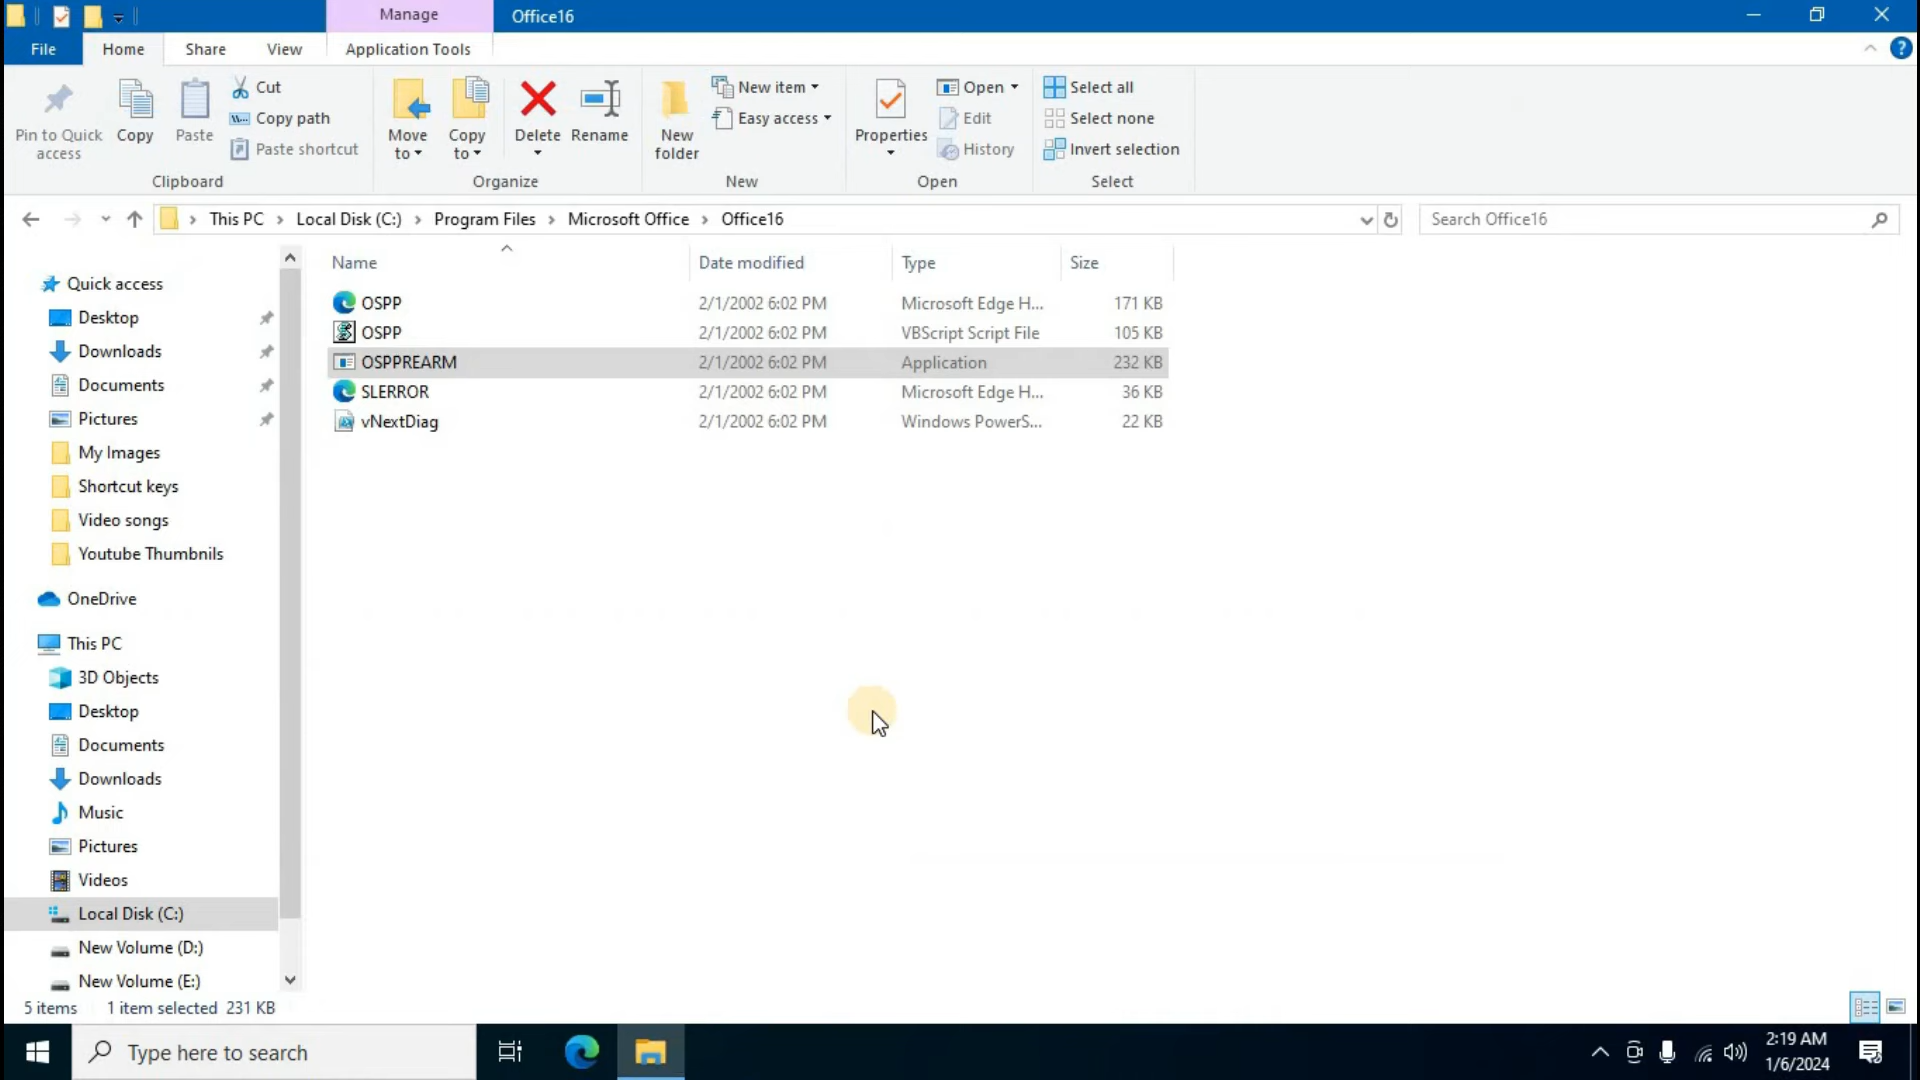 Manage
Office16
File
Home
Share
View
Application Tools
Pin to Quick
access
Copy
Paste
Cut
Copy path
Paste shortcut
Clipboard
Move
to
Copy
to
Delete
Rename
Organize
New
folder
New item
Easy access
New
Properties
Open
Edit
History
Open
Select all
Select none
Invert selection
Select
This PC
Local Disk (C:)
Program Files
Microsoft Office
Office16
Search Office16
Quick access
Desktop
Downloads
Documents
Pictures
My Images
Shortcut keys
Video songs
Youtube Thumbnils
OneDrive
This PC
3D Objects
Desktop
Documents
Downloads
Music
Pictures
Videos
Local Disk (C:)
New Volume (D:)
New Volume (E:)
Name Date modified Type Size
OSPP 2/1/2002 6:02 PM Microsoft Edge H... 171 KB
OSPP 2/1/2002 6:02 PM VBScript Script File 105 KB
OSPPREARM 2/1/2002 6:02 PM Application 232 KB
SLERROR 2/1/2002 6:02 PM Microsoft Edge H... 36 KB
vNextDiag 2/1/2002 6:02 PM Windows PowerS... 22 KB
5 items 1 item selected 231 KB
Type here to search
2:19 AM
1/6/2024